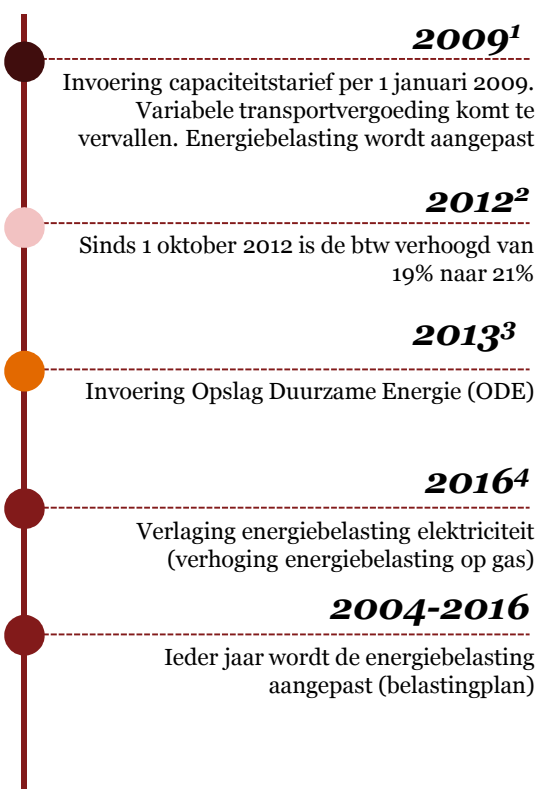 2009¹
Invoering capaciteitstarief per 1 januari 2009.
Variabele transportvergoeding komt te
vervallen. Energiebelasting wordt aangepast
2012²
Sinds 1 oktober 2012 is de btw verhoogd van
19% naar 21%
2013³
Invoering Opslag Duurzame Energie (ODE)
2016⁴
Verlaging energiebelasting elektriciteit
(verhoging energiebelasting op gas)
2004-2016
Ieder jaar wordt de energiebelasting
aangepast (belastingplan)